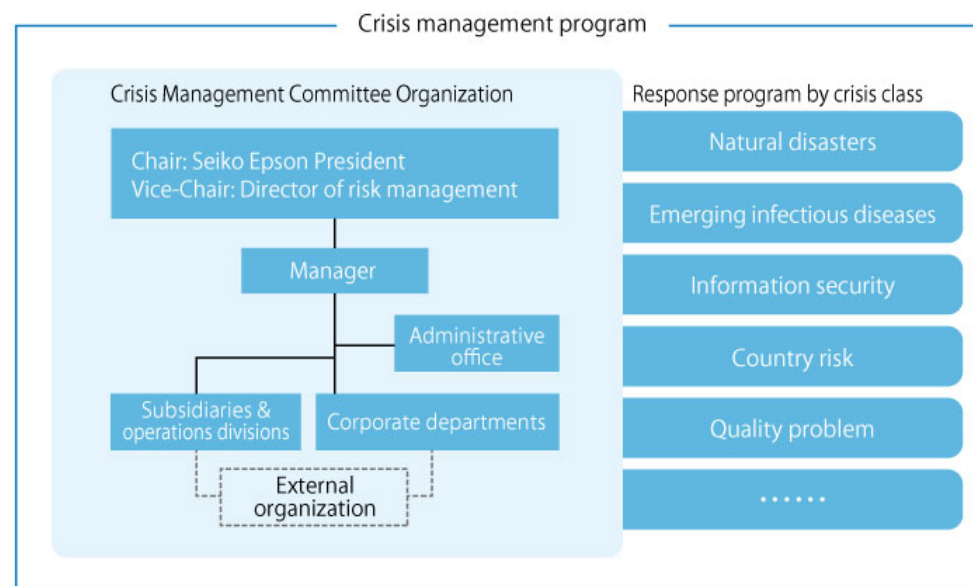 Crisis management program
Crisis Management Committee Organization
Chair: Seiko Epson President
Vice-Chair: Director of risk management
Manager
Administrative
office
Subsidiaries &
operations divisions
Corporate departments
External
organization
Response program by crisis class
Natural disasters
Emerging infectious diseases
Information security
Country risk
Quality problem
······